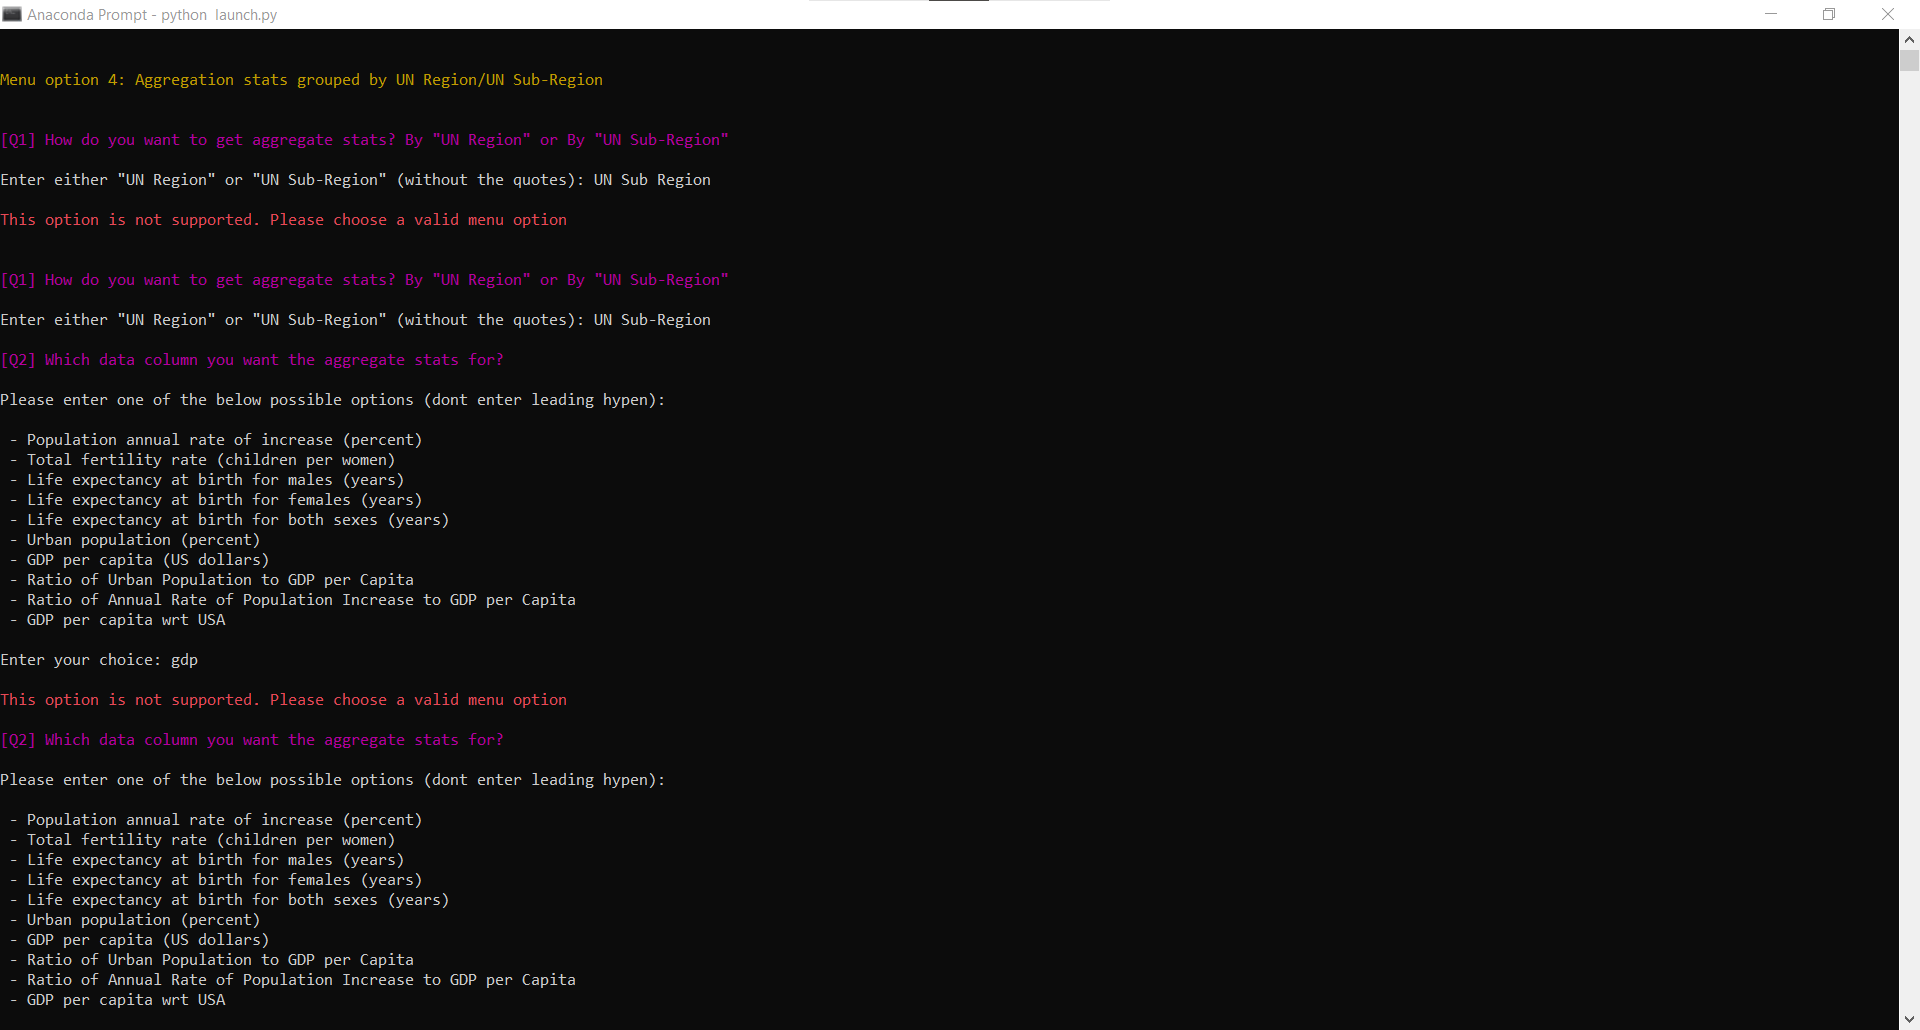 Anaconda Prompt - python  launch.py
Menu option 4: Aggregation stats grouped by UN Region/UN Sub-Region
[Q1] How do you want to get aggregate stats? By "UN Region" or By "UN Sub-Region"
Enter either "UN Region" or "UN Sub-Region" (without the quotes): UN Sub Region
This option is not supported. Please choose a valid menu option
[Q1] How do you want to get aggregate stats? By "UN Region" or By "UN Sub-Region"
Enter either "UN Region" or "UN Sub-Region" (without the quotes): UN Sub-Region
[Q2] Which data column you want the aggregate stats for?
Please enter one of the below possible options (dont enter leading hypen):
- Population annual rate of increase (percent)
- Total fertility rate (children per women)
- Life expectancy at birth for males (years)
- Life expectancy at birth for females (years)
- Life expectancy at birth for both sexes (years)
- Urban population (percent)
- GDP per capita (US dollars)
- Ratio of Urban Population to GDP per Capita
- Ratio of Annual Rate of Population Increase to GDP per Capita
- GDP per capita wrt USA
Enter your choice: gdp
This option is not supported. Please choose a valid menu option
[Q2] Which data column you want the aggregate stats for?
Please enter one of the below possible options (dont enter leading hypen):
- Population annual rate of increase (percent)
- Total fertility rate (children per women)
- Life expectancy at birth for males (years)
- Life expectancy at birth for females (years)
- Life expectancy at birth for both sexes (years)
- Urban population (percent)
- GDP per capita (US dollars)
- Ratio of Urban Population to GDP per Capita
- Ratio of Annual Rate of Population Increase to GDP per Capita
- GDP per capita wrt USA